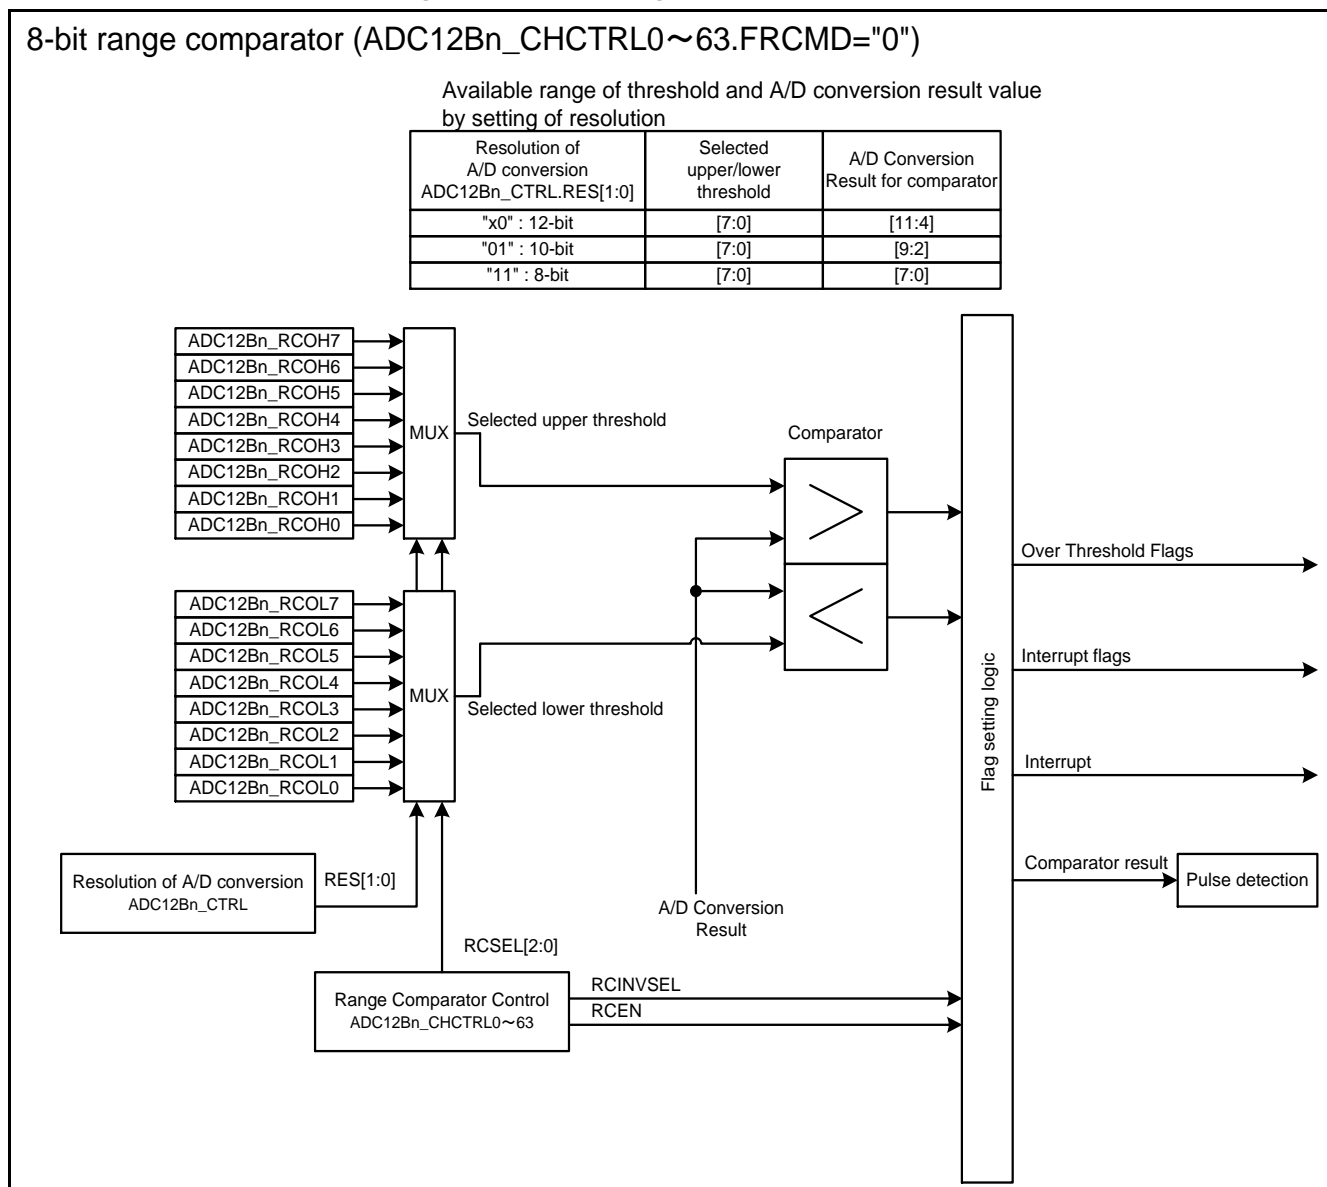 8-bit range comparator (ADC12Bn_CHCTRL0～63.FRCMD="0")
Available range of threshold and A/D conversion result value
by setting of resolution
Resolution of
A/D conversion
ADC12Bn_CTRL.RES[1:0]
Selected
upper/lower
threshold
A/D Conversion
Result for comparator
"x0" : 12-bit
[7:0]
[11:4]
"01" : 10-bit
[7:0]
[9:2]
"11" : 8-bit
[7:0]
[7:0]
ADC12Bn_RCOH7
ADC12Bn_RCOH6
ADC12Bn_RCOH5
ADC12Bn_RCOH4
ADC12Bn_RCOH3
ADC12Bn_RCOH2
ADC12Bn_RCOH1
ADC12Bn_RCOH0
MUX
Selected upper threshold
Comparator
ADC12Bn_RCOL7
ADC12Bn_RCOL6
ADC12Bn_RCOL5
ADC12Bn_RCOL4
ADC12Bn_RCOL3
ADC12Bn_RCOL2
ADC12Bn_RCOL1
ADC12Bn_RCOL0
MUX
Selected lower threshold
Flag setting logic
Over Threshold Flags
Interrupt flags
Interrupt
Comparator result
Pulse detection
Resolution of A/D conversion
ADC12Bn_CTRL
RES[1:0]
A/D Conversion
Result
RCSEL[2:0]
Range Comparator Control
ADC12Bn_CHCTRL0～63
RCINVSEL
RCEN